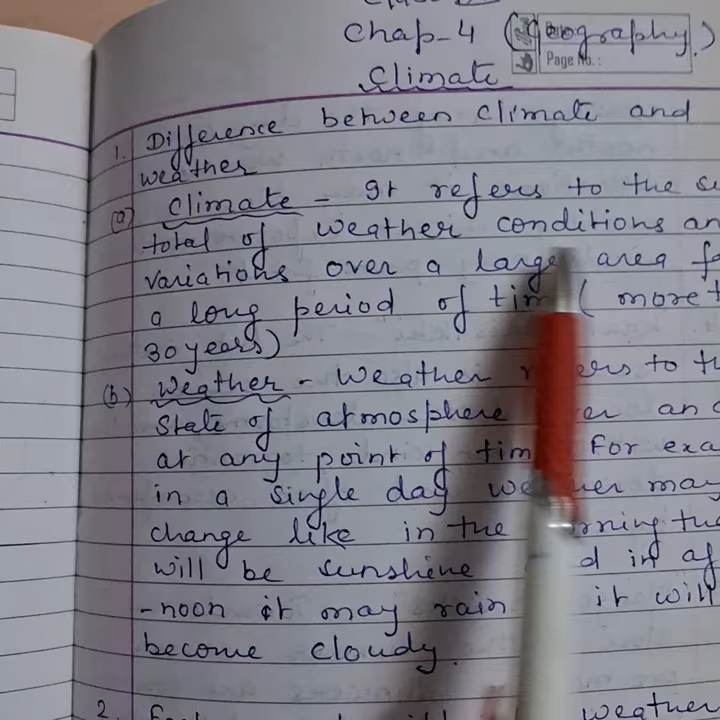 Chap-4 (Geography.)
Page No.:
Climate
1. Difference between climate and
weather
(a) Climate - It refers to the
total of weather conditions
variations over a large area
a long period of (more
30 years)
(b) Weather - Weather to
State of atmosphere an
at any point of For
in a single day may
change like in the
will be sunshine in
-noon it may rain it will
become cloudy.
2. weather